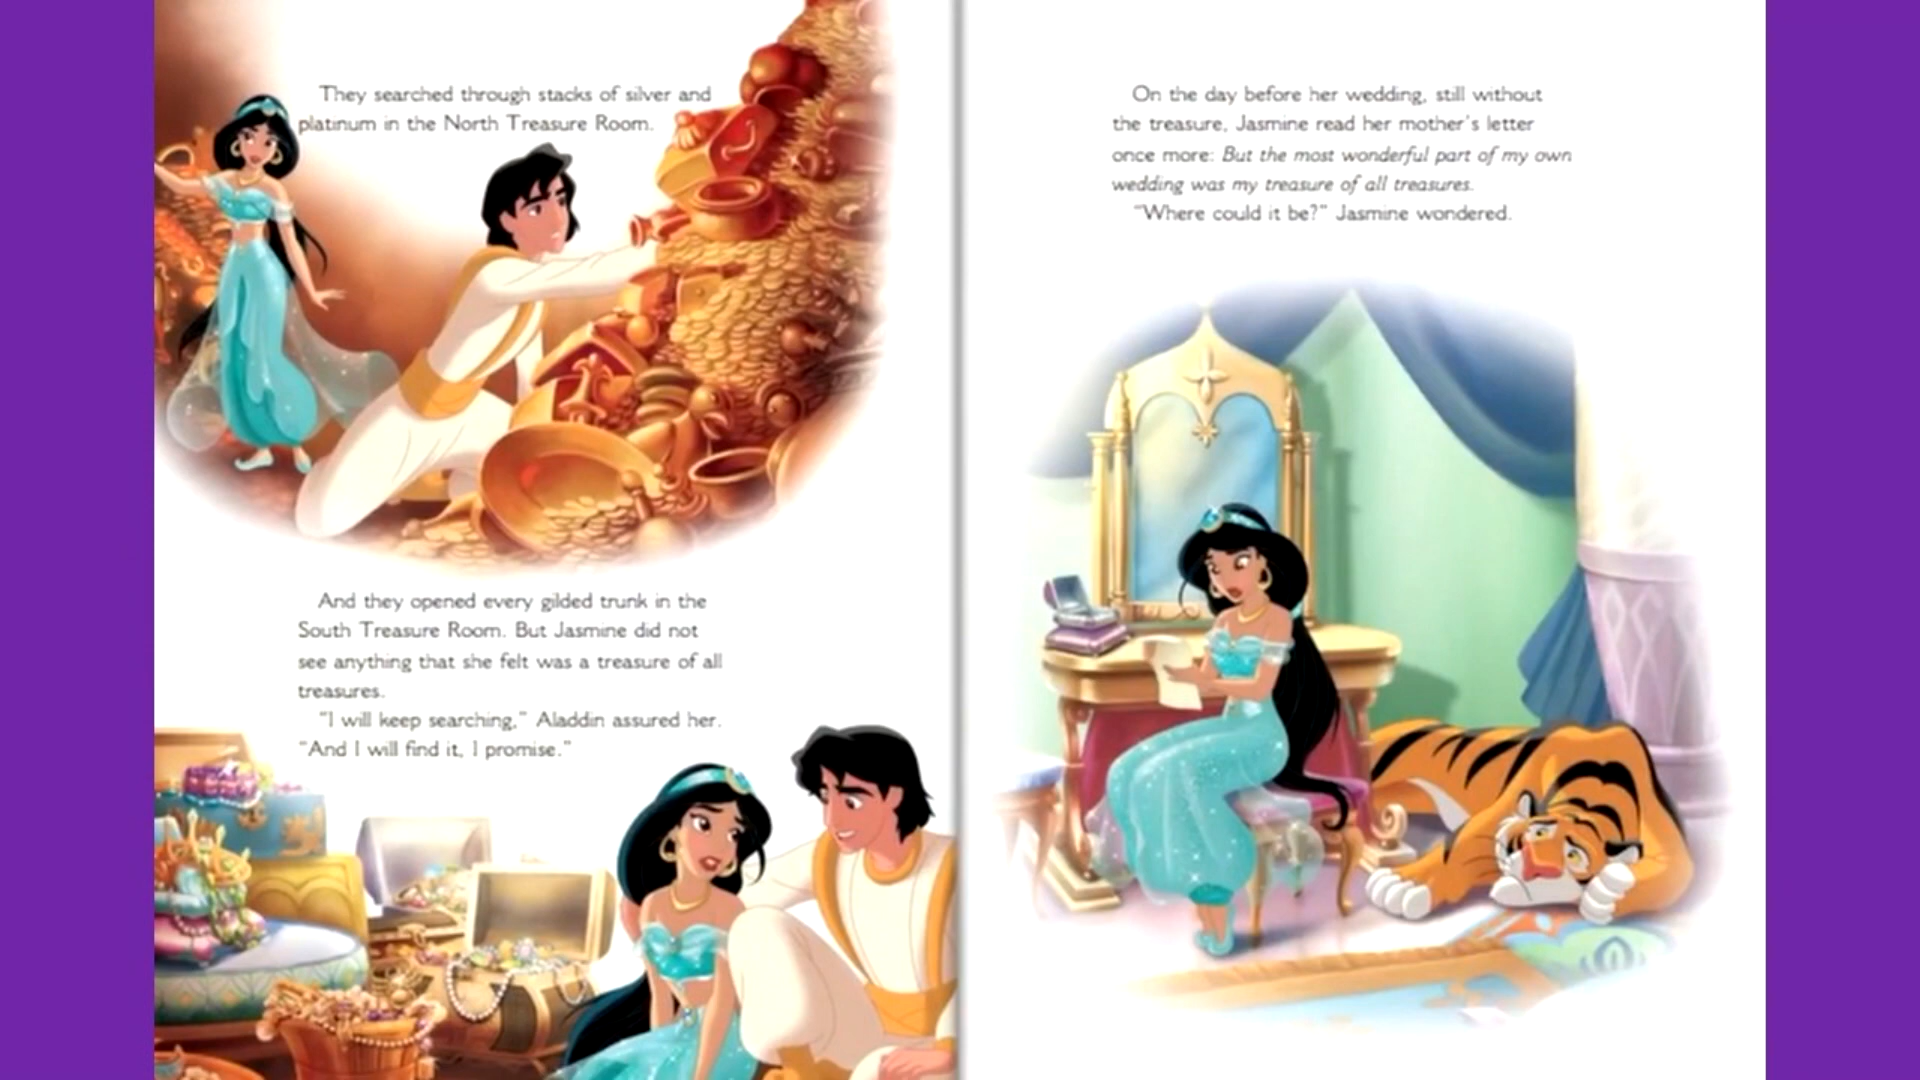 They searched through stacks of silver and
platinum in the North Treasure Room.
And they opened every gilded trunk in the
South Treasure Room. But Jasmine did not
see anything that she felt was a treasure of all
treasures.
"I will keep searching," Aladdin assured her.
"And I will find it, I promise."
On the day before her wedding, still without
the treasure, Jasmine read her mother's letter
once more: But the most wonderful part of my own
wedding was my treasure of all treasures.
"Where could it be?" Jasmine wondered.